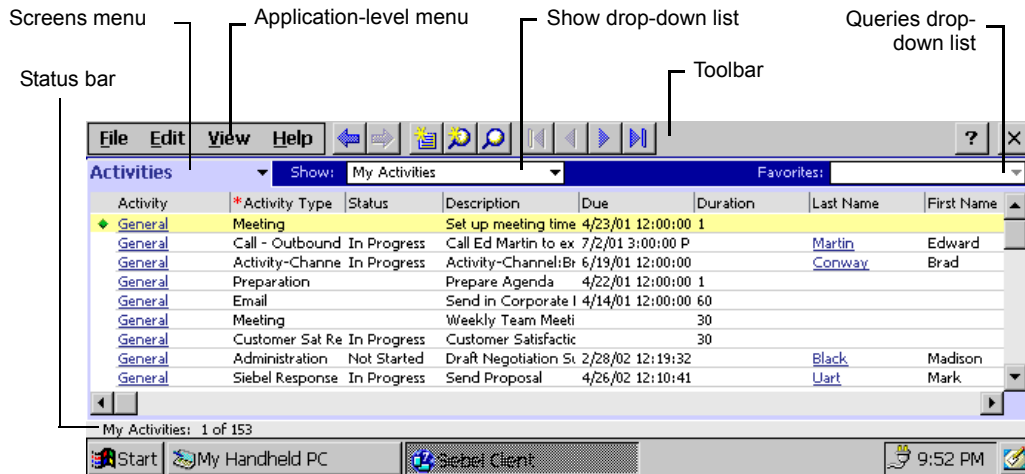 Screens menu
Application-level menu
Show drop-down list
Queries drop-
down list
Status bar
Toolbar
File Edit View Help ?
Activities Show: My Activities Favorites:
Activity *Activity Type Status Description Due Duration Last Name First Name
General Meeting Set up meeting time 4/23/01 12:00:00 1
General Call - Outbound In Progress Call Ed Martin to ex 7/2/01 3:00:00 P Martin Edward
General Activity-Channe In Progress Activity-Channel:Br 6/19/01 12:00:00 Conway Brad
General Preparation Prepare Agenda 4/22/01 12:00:00 1
General Email Send in Corporate I 4/14/01 12:00:00 60
General Meeting Weekly Team Meeti 30
General Customer Sat Re In Progress Customer Satisfactic 30
General Administration Not Started Draft Negotiation Su 2/28/02 12:19:32 Black Madison
General Siebel Response In Progress Send Proposal 4/26/02 12:10:41 Uart Mark
My Activities: 1 of 153
Start My Handheld PC Siebel Client 9:52 PM